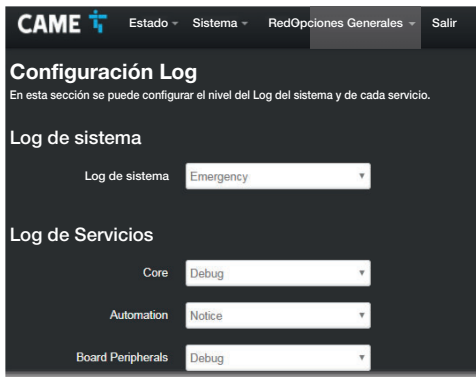 CAME Estado Sistema RedOpciones Generales Salir
Configuración Log
En esta sección se puede configurar el nivel del Log del sistema y de cada servicio.
Log de sistema
Log de sistema Emergency
Log de Servicios
Core Debug
Automation Notice
Board Peripherals Debug